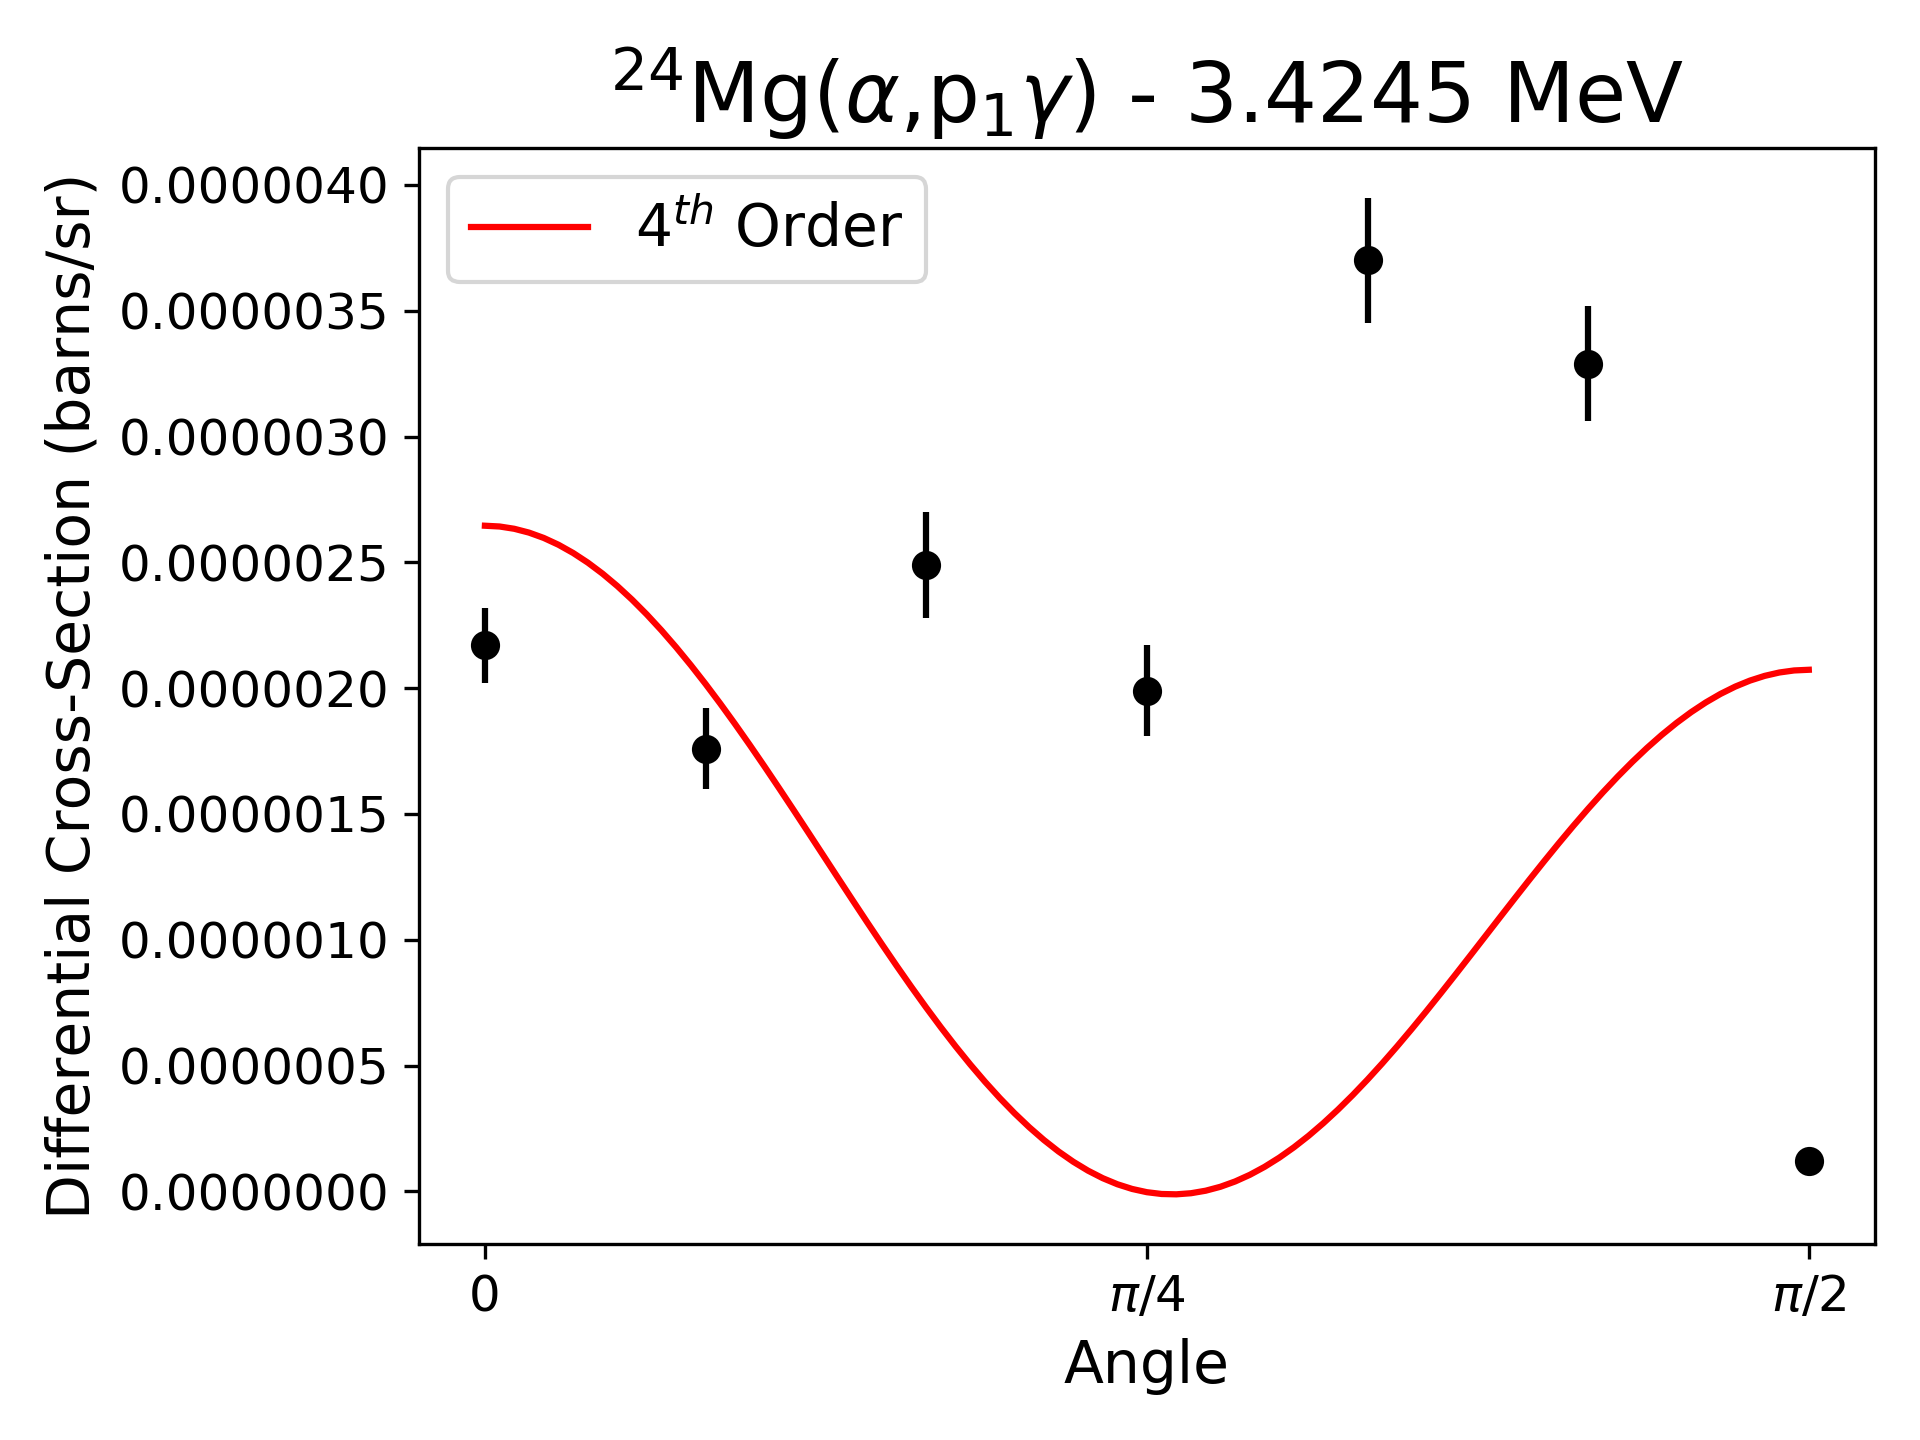 ²⁴Mg(α,p₁γ) - 3.4245 MeV
4ᵗʰ Order
Differential Cross-Section (barns/sr)
0.0000040
0.0000035
0.0000030
0.0000025
0.0000020
0.0000015
0.0000010
0.0000005
0.0000000
0 π/4 π/2
Angle